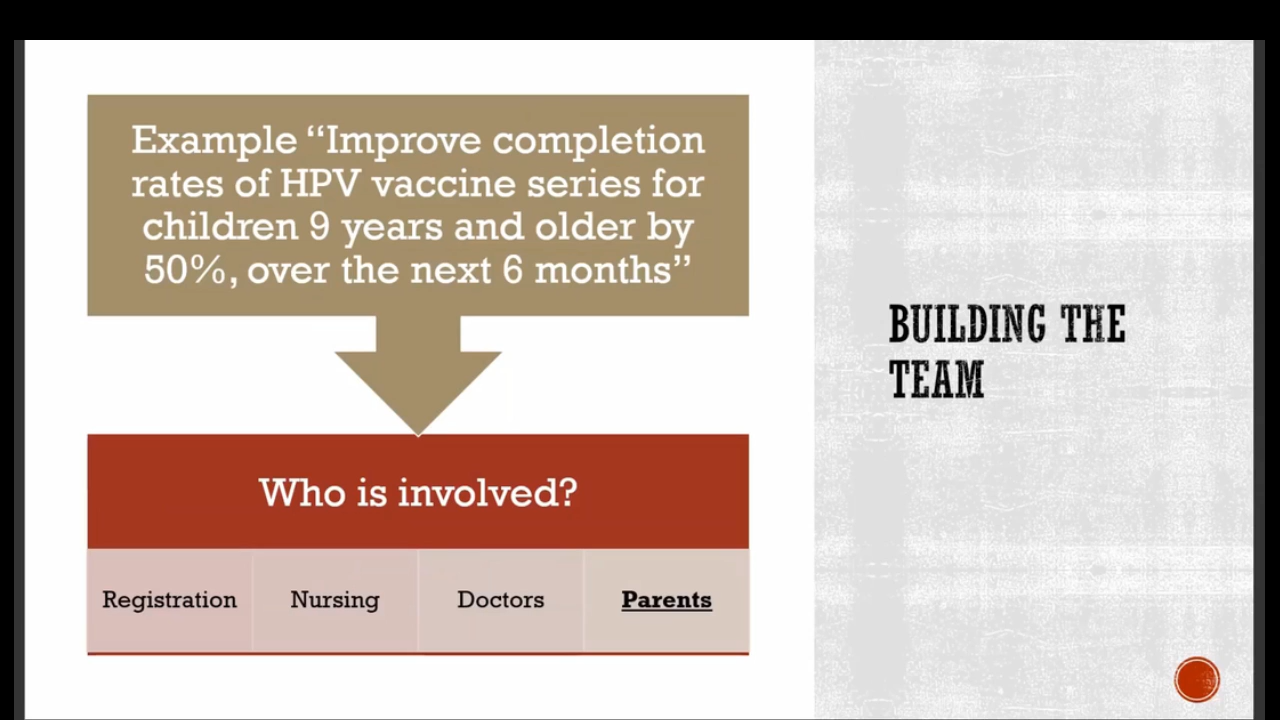 Example “Improve completion
rates of HPV vaccine series for
children 9 years and older by
50%, over the next 6 months”
Who is involved?
Registration
Nursing
Doctors
Parents
BUILDING THE
TEAM